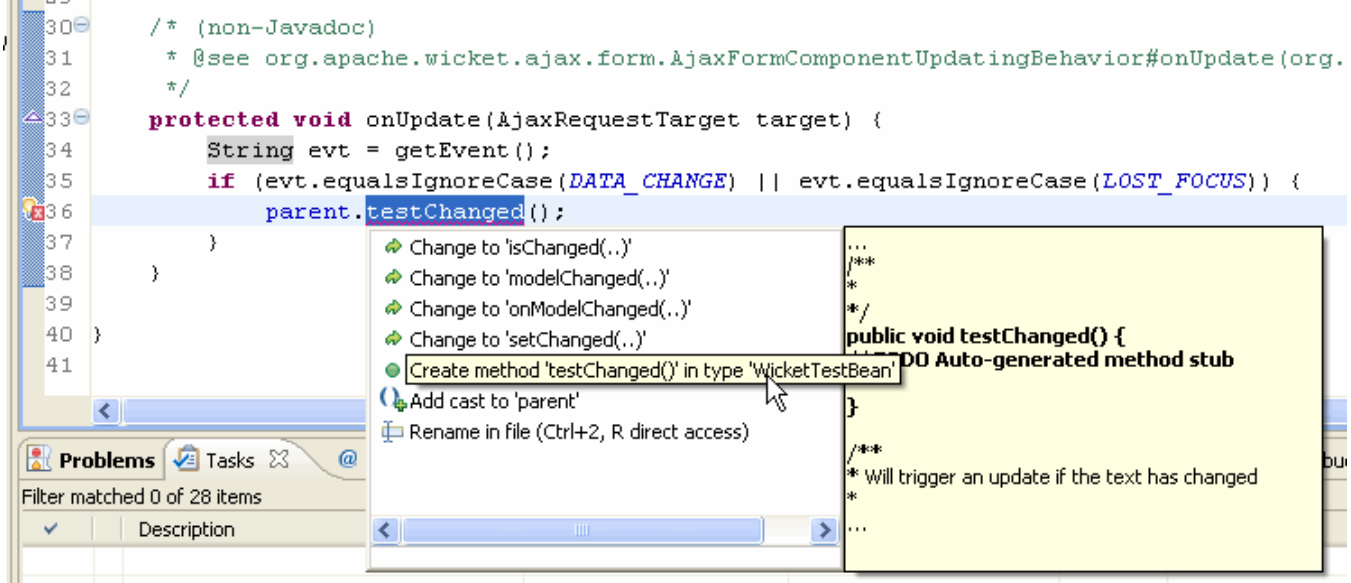 30 /* (non-Javadoc)
31 * @see org.apache.wicket.ajax.form.AjaxFormComponentUpdatingBehavior#onUpdate(org.
32 */
33 protected void onUpdate(AjaxRequestTarget target) {
34 String evt = getEvent();
35 if (evt.equalsIgnoreCase(DATA_CHANGE) || evt.equalsIgnoreCase(LOST_FOCUS)) {
36 parent.testChanged();
37 }
38 }
39
40 }
41
Change to 'isChanged(..)'
Change to 'modelChanged(..)'
Change to 'onModelChanged(..)'
Change to 'setChanged(..)'
Create method 'testChanged()' in type 'WicketTestBean'
Add cast to 'parent'
Rename in file (Ctrl+2, R direct access)
...
/**
*
*/
public void testChanged() {
TODO Auto-generated method stub
}
/**
* Will trigger an update if the text has changed
*
...
Problems Tasks @
Filter matched 0 of 28 items
Description